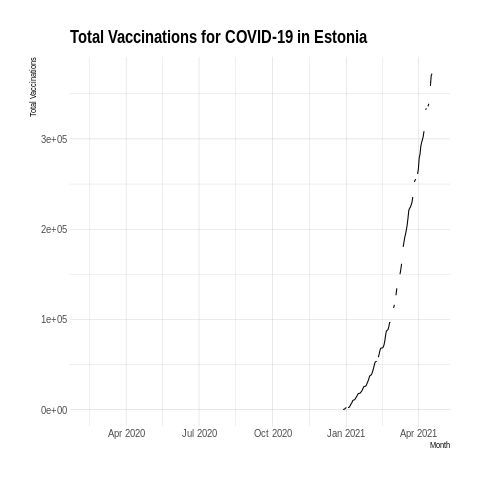 Total Vaccinations for COVID-19 in Estonia
Total Vaccinations
3e+05
2e+05
1e+05
0e+00
Apr 2020 Jul 2020 Oct 2020 Jan 2021 Apr 2021
Month